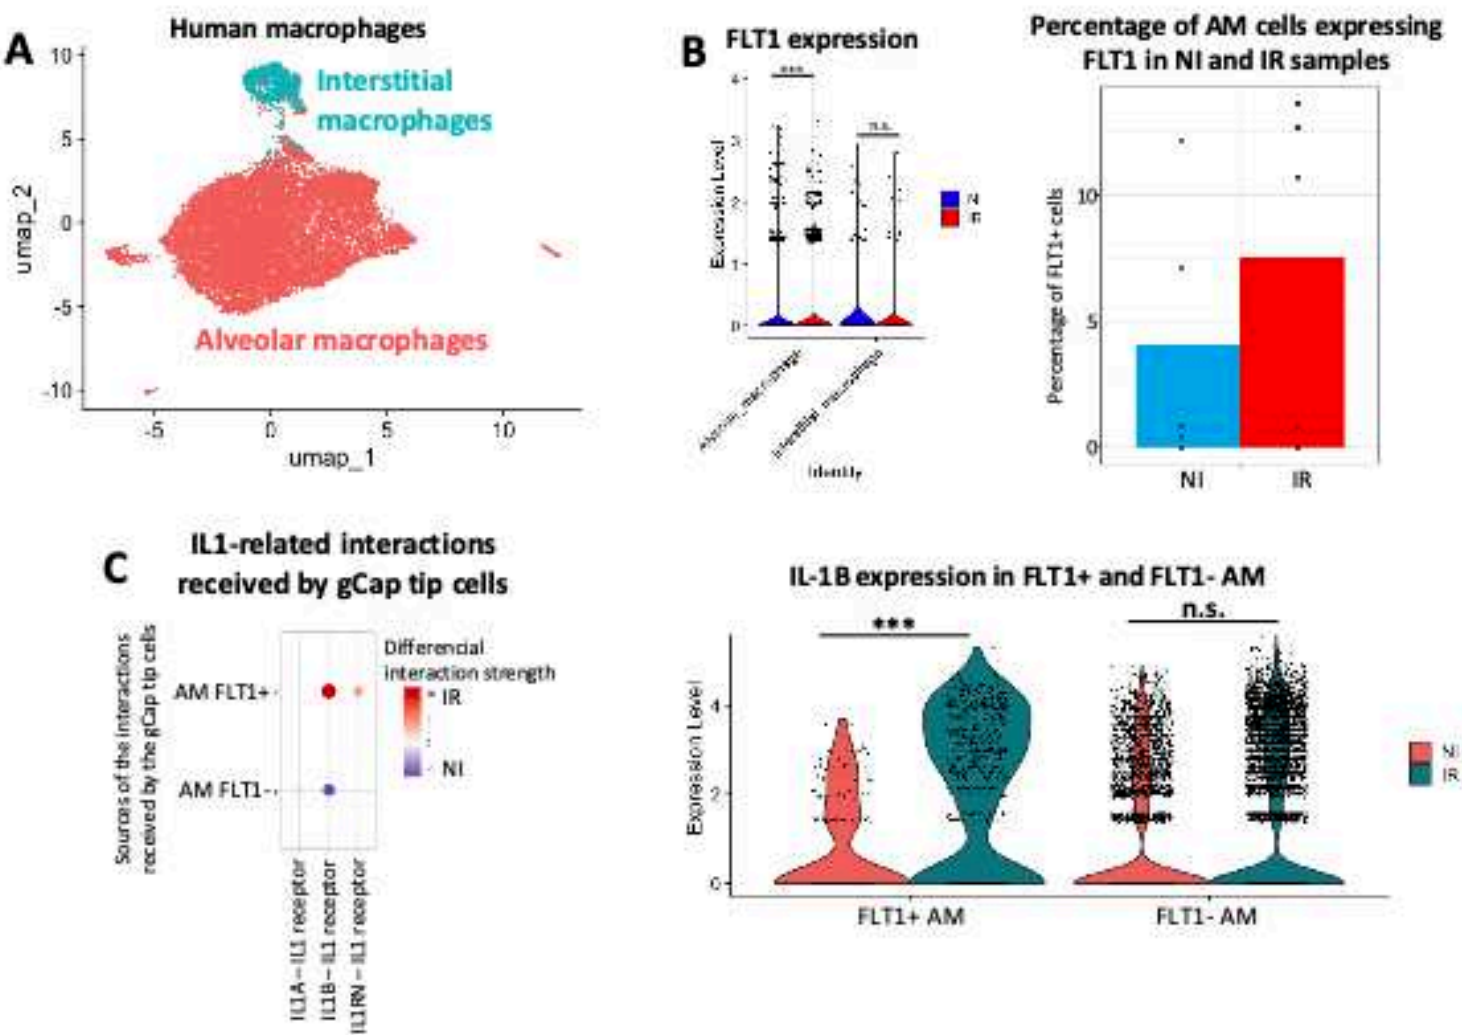 A
Human macrophages
Interstitial
macrophages
Alveolar macrophages
umap_2
10
5
0
-5
-10
-5
0
5
10
umap_1
B
FLT1 expression
***
n.s.
Expression Level
4
3
2
1
0
NI
IR
Identity
Percentage of AM cells expressing
FLT1 in NI and IR samples
Percentage of FLT1+ cells
10
5
0
NI
IR
C
IL1-related interactions
received by gCap tip cells
Sources of the interactions
received by the gCap tip cells
AM FLT1+
AM FLT1-
Differencial
interaction strength
IR
NI
IL1A – IL1 receptor
IL1B – IL1 receptor
IL1RN – IL1 receptor
IL-1B expression in FLT1+ and FLT1- AM
***
n.s.
Expression Level
4
2
0
FLT1+ AM
FLT1- AM
NI
IR